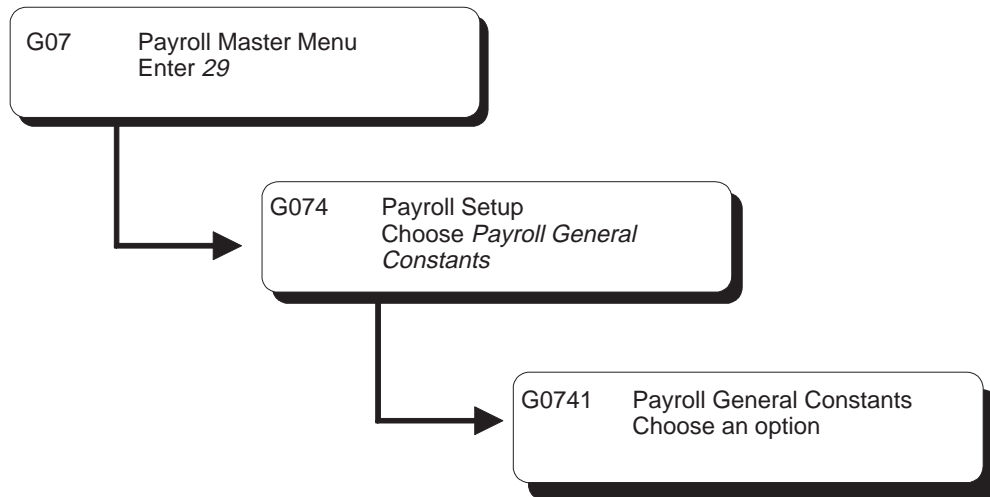 G07 Payroll Master Menu
Enter 29
G074 Payroll Setup
Choose Payroll General
Constants
G0741 Payroll General Constants
Choose an option